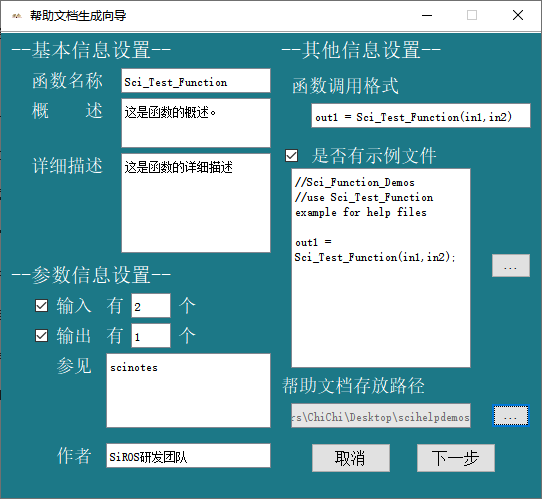 帮助文档生成向导
--基本信息设置--
函数名称 Sci_Test_Function
概 述 这是函数的概述。
详细描述 这是函数的详细描述
--参数信息设置--
输入 有 2 个
输出 有 1 个
参见 scinotes
作者 SiROS研发团队
--其他信息设置--
函数调用格式
out1 = Sci_Test_Function(in1,in2)
是否有示例文件
//Sci_Function_Demos
//use Sci_Test_Function
example for help files
out1 =
Sci_Test_Function(in1,in2);
...
帮助文档存放路径
rs\ChiChi\Desktop\scihelpdemos
...
取消 下一步